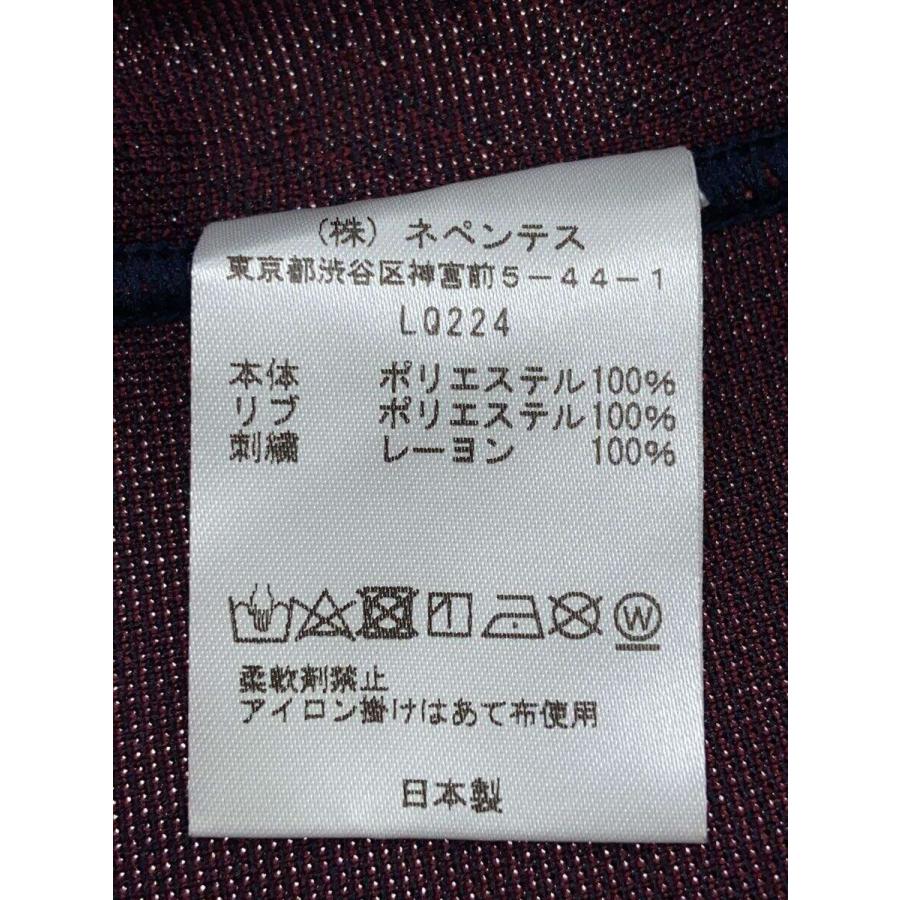 (株) ネペンテス
東京都渋谷区神宮前5-44-1
LQ224
本体 ポリエステル100%
リブ ポリエステル100%
刺繍 レーヨン 100%
W
柔軟剤禁止
アイロン掛けはあて布使用
日本製